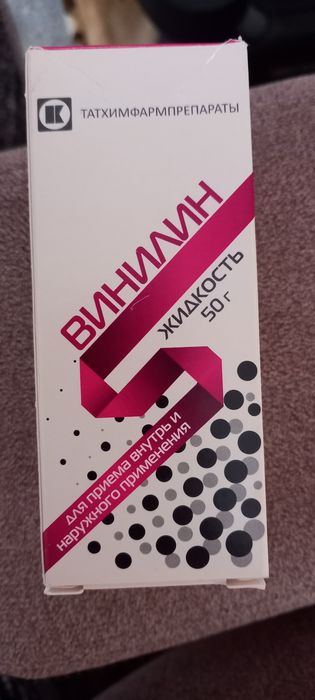 ТАТХИМФАРМПРЕПАРАТЫ
ВИНИЛИН
ЖИДКОСТЬ
50 г
для приема внутрь и
наружного применения